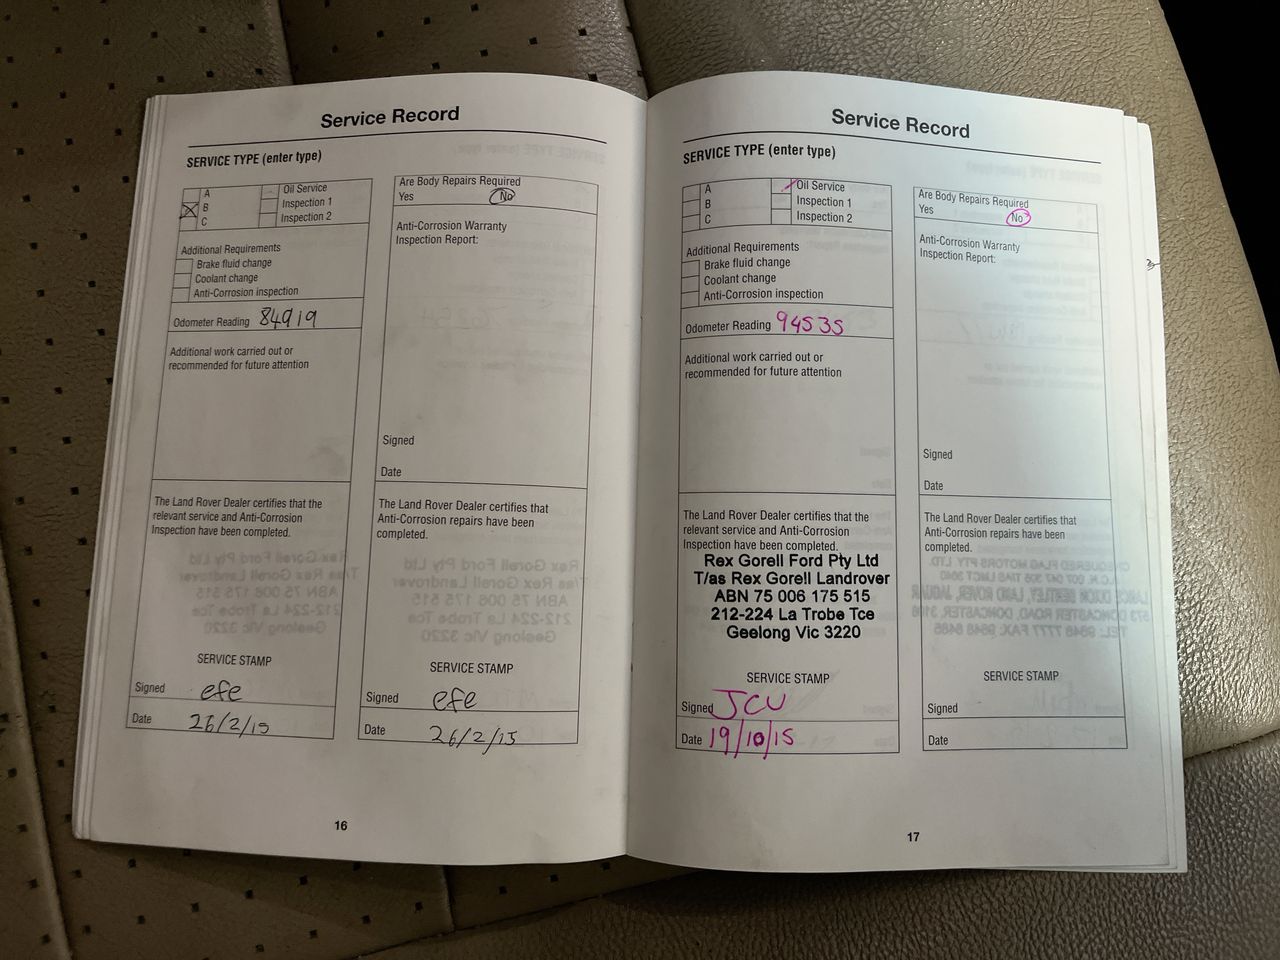 Service Record
SERVICE TYPE (enter type)
A
B
C
Oil Service
Inspection 1
Inspection 2
Additional Requirements
Brake fluid change
Coolant change
Anti-Corrosion inspection
Odometer Reading 84919
Additional work carried out or
recommended for future attention
The Land Rover Dealer certifies that the
relevant service and Anti-Corrosion
Inspection have been completed.
SERVICE STAMP
Signed efe
Date 26/2/15
Are Body Repairs Required
Yes No
Anti-Corrosion Warranty
Inspection Report:
Signed
Date
The Land Rover Dealer certifies that
Anti-Corrosion repairs have been
completed.
SERVICE STAMP
Signed efe
Date 26/2/15
16
Service Record
SERVICE TYPE (enter type)
A
B
C
Oil Service
Inspection 1
Inspection 2
Additional Requirements
Brake fluid change
Coolant change
Anti-Corrosion inspection
Odometer Reading 94535
Additional work carried out or
recommended for future attention
The Land Rover Dealer certifies that the
relevant service and Anti-Corrosion
Inspection have been completed.
Rex Gorell Ford Pty Ltd
T/as Rex Gorell Landrover
ABN 75 006 175 515
212-224 La Trobe Tce
Geelong Vic 3220
SERVICE STAMP
Signed JCU
Date 19/10/15
Are Body Repairs Required
Yes No
Anti-Corrosion Warranty
Inspection Report:
Signed
Date
The Land Rover Dealer certifies that
Anti-Corrosion repairs have been
completed.
SERVICE STAMP
Signed
Date
17